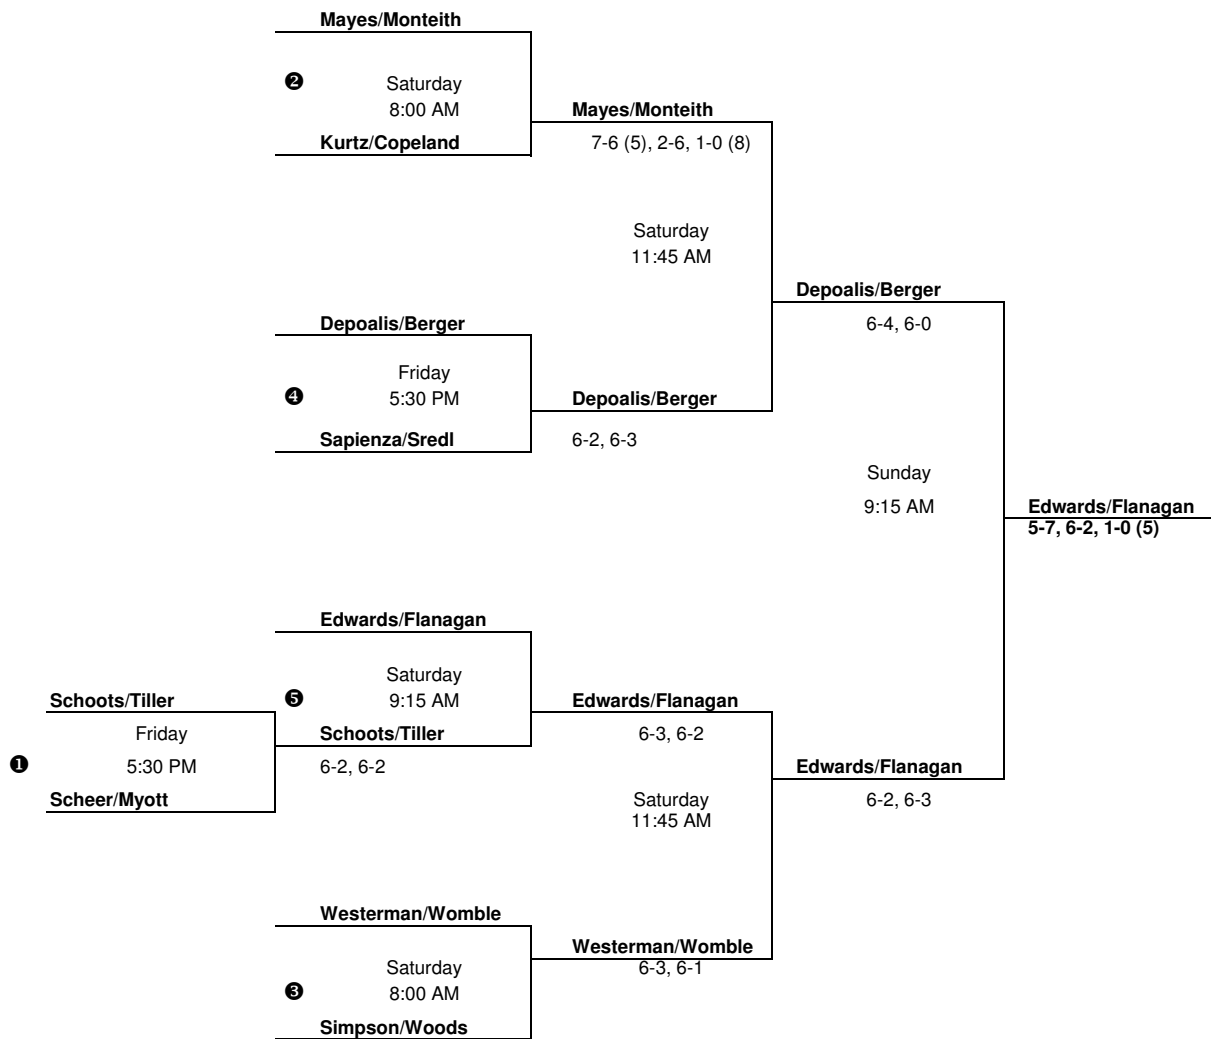 Mayes/Monteith
❷ Saturday
8:00 AM
Mayes/Monteith
Kurtz/Copeland
7-6 (5), 2-6, 1-0 (8)
Saturday
11:45 AM
Depoalis/Berger
Depoalis/Berger
6-4, 6-0
Friday
❹ 5:30 PM
Depoalis/Berger
Sapienza/Sredl
6-2, 6-3
Sunday
9:15 AM
Edwards/Flanagan
5-7, 6-2, 1-0 (5)
Edwards/Flanagan
Saturday
Schoots/Tiller
❺ 9:15 AM
Edwards/Flanagan
Friday
Schoots/Tiller
6-3, 6-2
❶ 5:30 PM
6-2, 6-2
Edwards/Flanagan
Scheer/Myott
Saturday
11:45 AM
6-2, 6-3
Westerman/Womble
Westerman/Womble
Saturday
6-3, 6-1
❸ 8:00 AM
Simpson/Woods